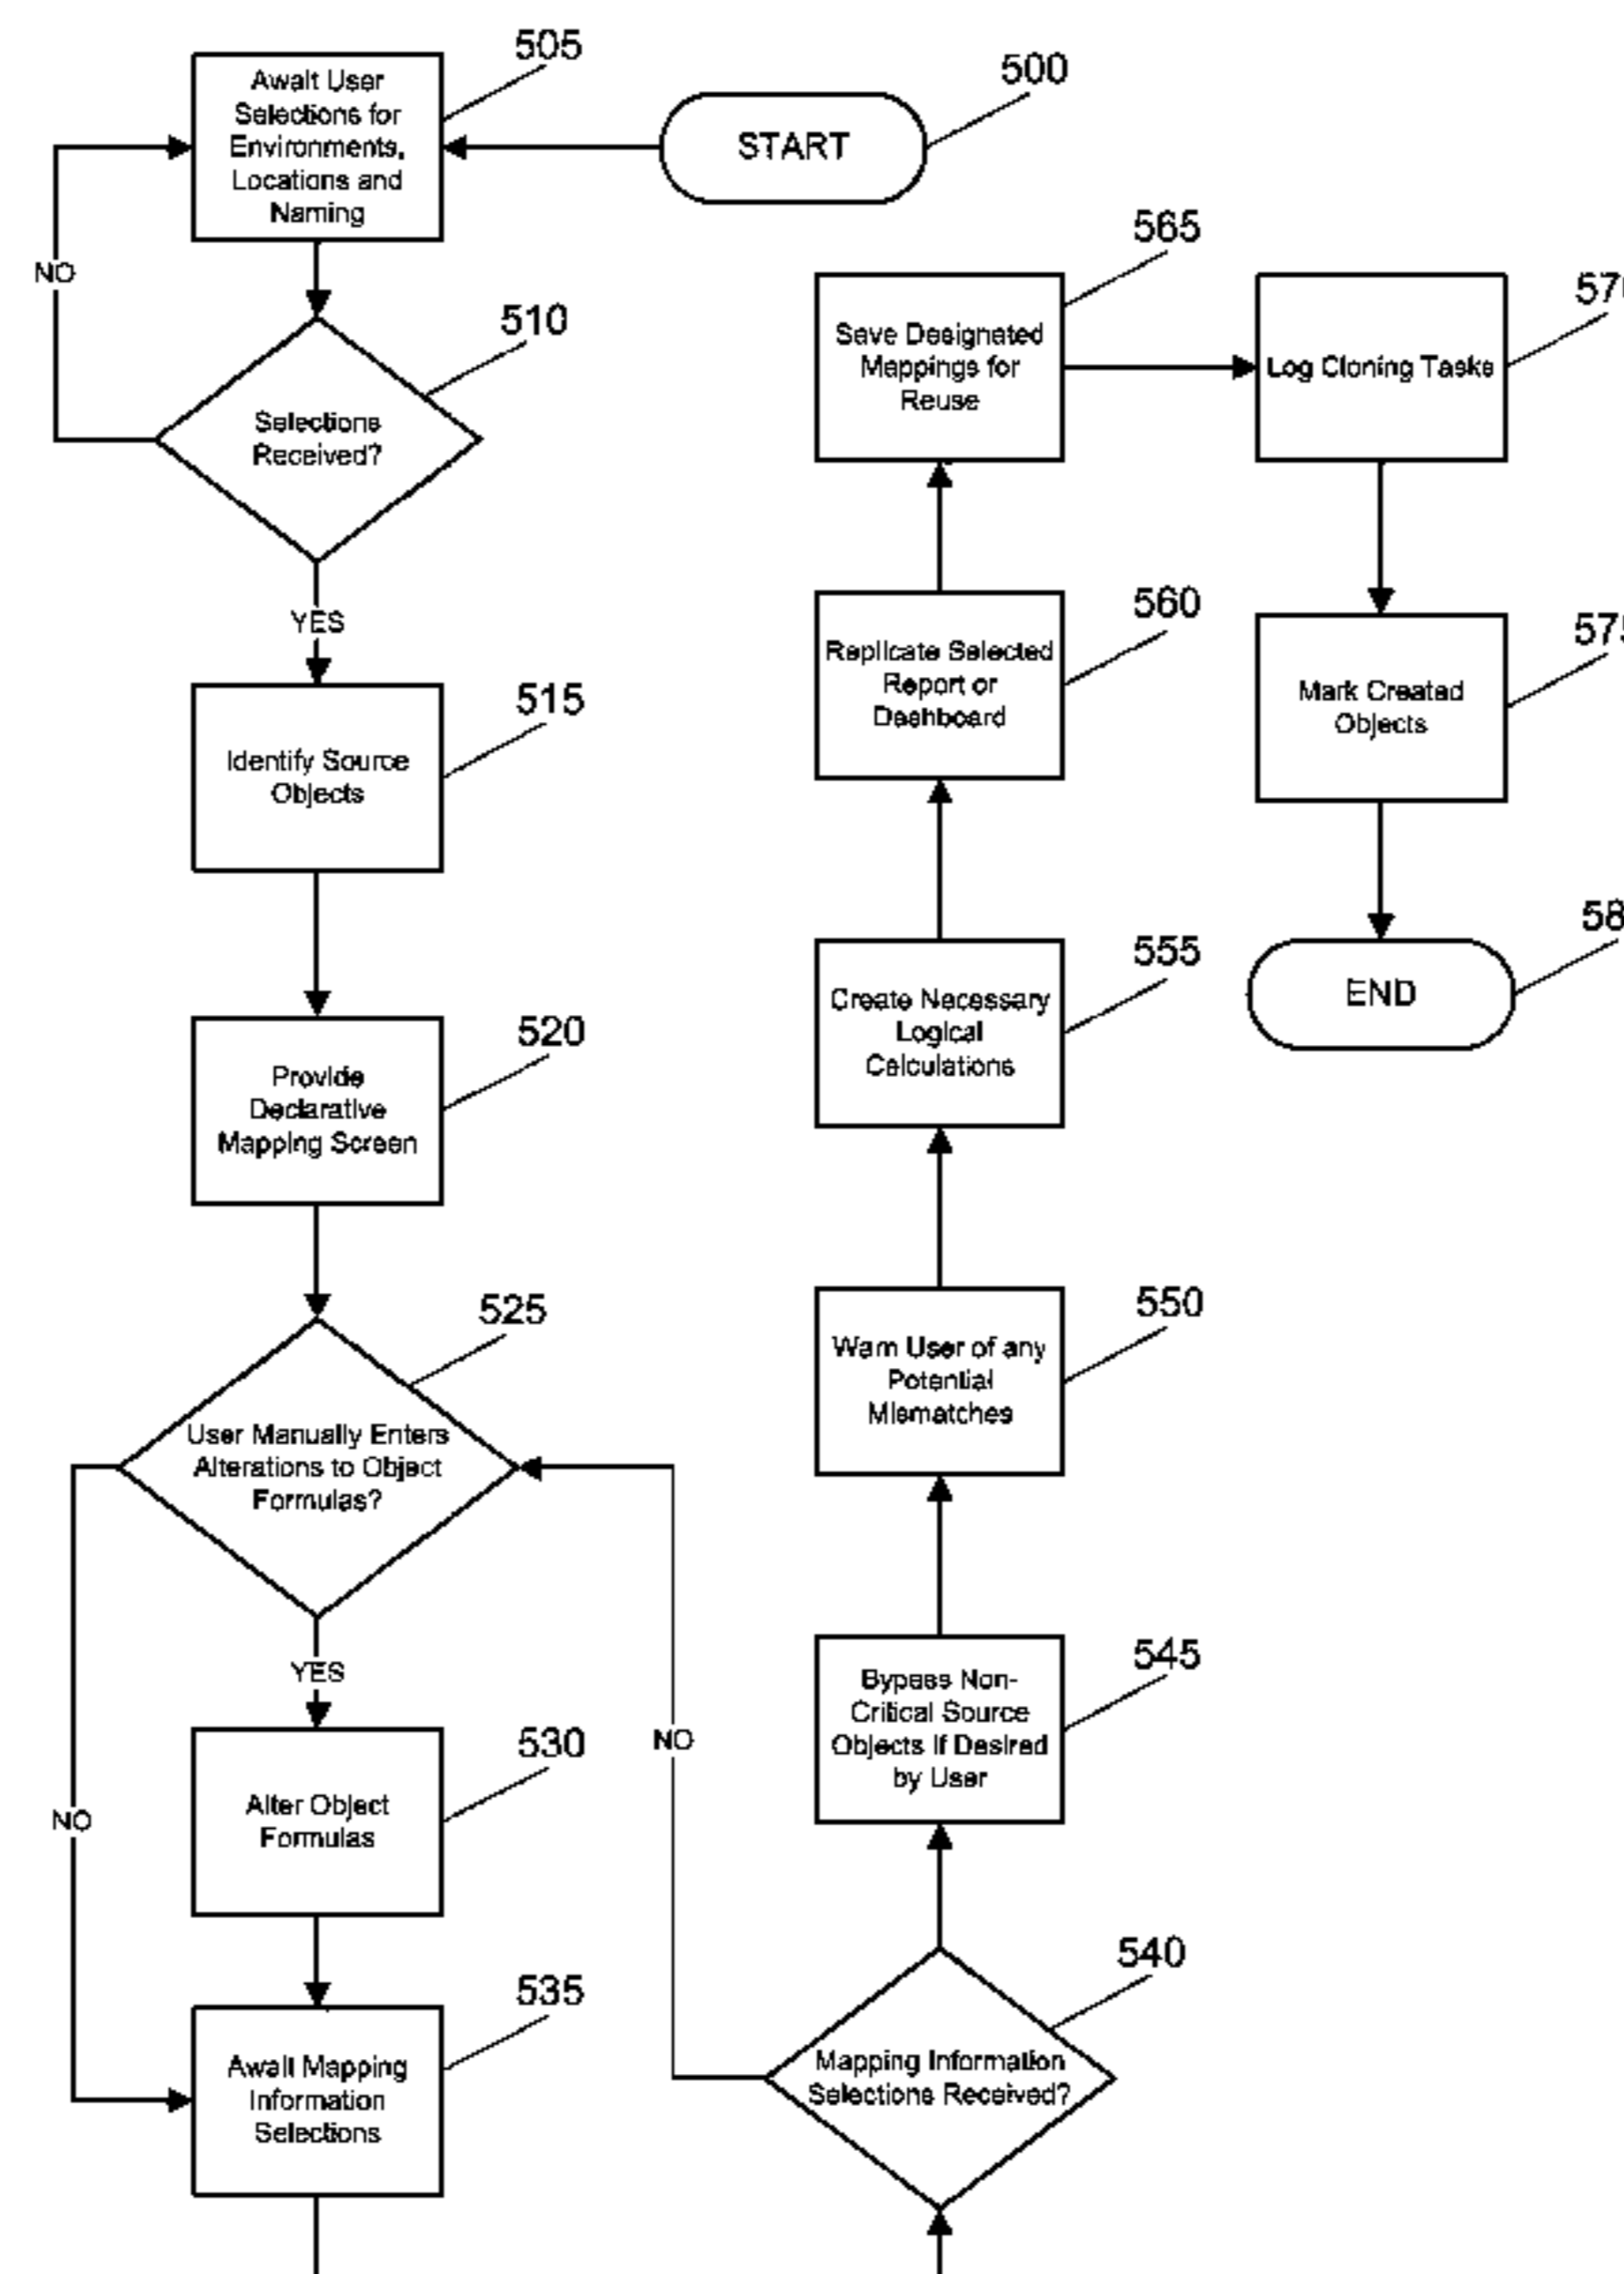 505
Await User
Selections for
Environments,
Locations and
Naming
500
START
NO
510
Selections
Received?
YES
515
Identify Source
Objects
520
Provide
Declarative
Mapping Screen
525
User Manually Enters
Alterations to Object
Formulas?
YES
NO
530
Alter Object
Formulas
535
Await Mapping
Information
Selections
540
Mapping Information
Selections Received?
NO
545
Bypass Non-
Critical Source
Objects If Desired
by User
550
Warn User of any
Potential
Mismatches
555
Create Necessary
Logical
Calculations
560
Replicate Selected
Report or
Dashboard
565
Save Designated
Mappings for
Reuse
570
Log Cloning Tasks
575
Mark Created
Objects
58
END